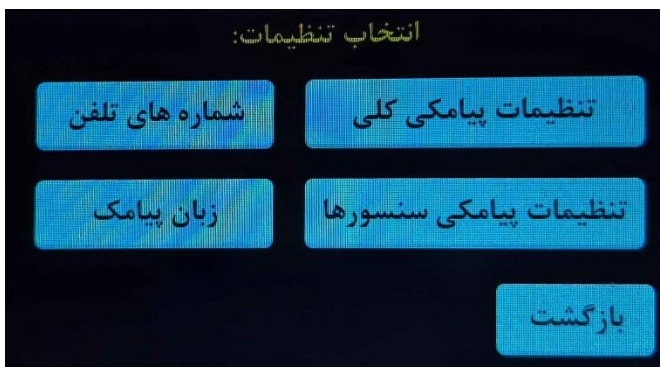 انتخاب تنظیمات:
تنظیمات پیامکی کلی
شماره های تلفن
تنظیمات پیامکی سنسورها
زبان پیامک
بازگشت